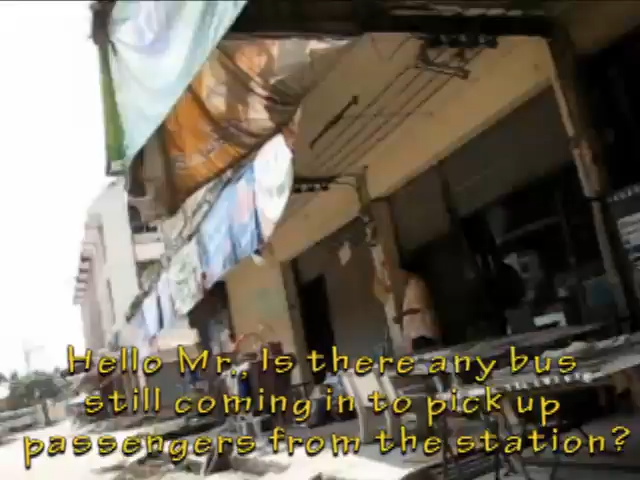 Hello Mr., Is there any bus
still coming in to pick up
passengers from the station?